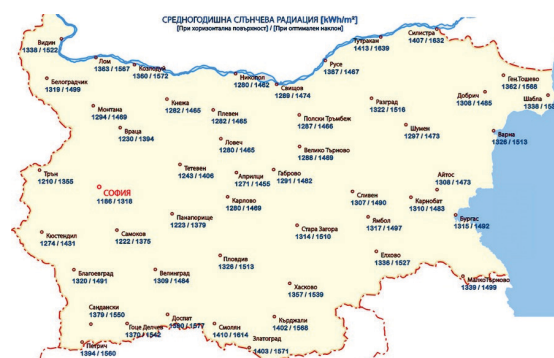 СРЕДНОГОДИШНА СЛЪНЧЕВА РАДИАЦИЯ [kWh/m²]
[При хоризонтална повърхност] / [При оптимален наклон]
Видин
1338 / 1522
Лом
1363 / 1567
Козлодуй
1360 / 1572
Никопол
1280 / 1462
Свищов
1289 / 1474
Русе
1387 / 1467
Тутракан
1413 / 1639
Силистра
1407 / 1632
Ген.Тошево
1362 / 1568
Шабла
Добрич
1308 / 1485
Варна
1328 / 1513
Белоградчик
1319 / 1499
Монтана
1294 / 1469
Враца
1230 / 1394
Кнежа
1282 / 1465
Плевен
1282 / 1465
Полски Тръмбеж
1287 / 1466
Разград
1322 / 1516
Шумен
1297 / 1473
Ловеч
1280 / 1465
Велико Търново
1288 / 1469
Трън
1210 / 1355
СОФИЯ
1166 / 1318
Тетевен
1243 / 1406
Априлци
1271 / 1455
Габрово
1291 / 1482
Карлово
1280 / 1469
Сливен
1307 / 1490
Айтос
1308 / 1473
Карнобат
1310 / 1483
Бургас
1315 / 1492
Кюстендил
1274 / 1431
Самоков
1222 / 1375
Панагюрище
1223 / 1379
Стара Загора
1314 / 1510
Ямбол
1317 / 1497
Елхово
1336 / 1527
Малко Търново
1339 / 1499
Благоевград
1320 / 1491
Велинград
1309 / 1484
Пловдив
1326 / 1513
Хасково
1357 / 1539
Сандански
1379 / 1550
Петрич
1394 / 1560
Гоце Делчев
1370 / 1542
Доспат
Смолян
1410 / 1614
Кърджали
1402 / 1568
Златоград
1403 / 1571